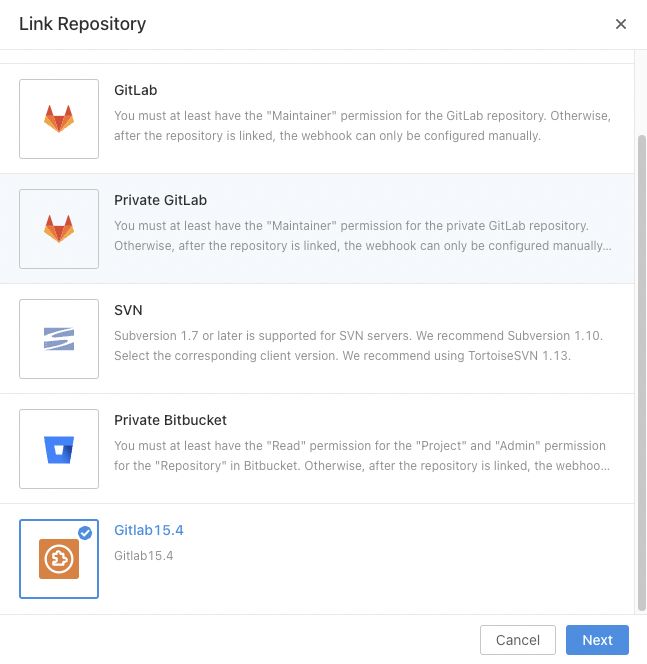 Link Repository
GitLab
You must at least have the "Maintainer" permission for the GitLab repository. Otherwise,
after the repository is linked, the webhook can only be configured manually.
Private GitLab
You must at least have the "Maintainer" permission for the private GitLab repository.
Otherwise, after the repository is linked, the webhook can only be configured manually...
SVN
Subversion 1.7 or later is supported for SVN servers. We recommend Subversion 1.10.
Select the corresponding client version. We recommend using TortoiseSVN 1.13.
Private Bitbucket
You must at least have the "Read" permission for the "Project" and "Admin" permission
for the "Repository" in Bitbucket. Otherwise, after the repository is linked, the webhoo...
Gitlab15.4
Gitlab15.4
Cancel
Next